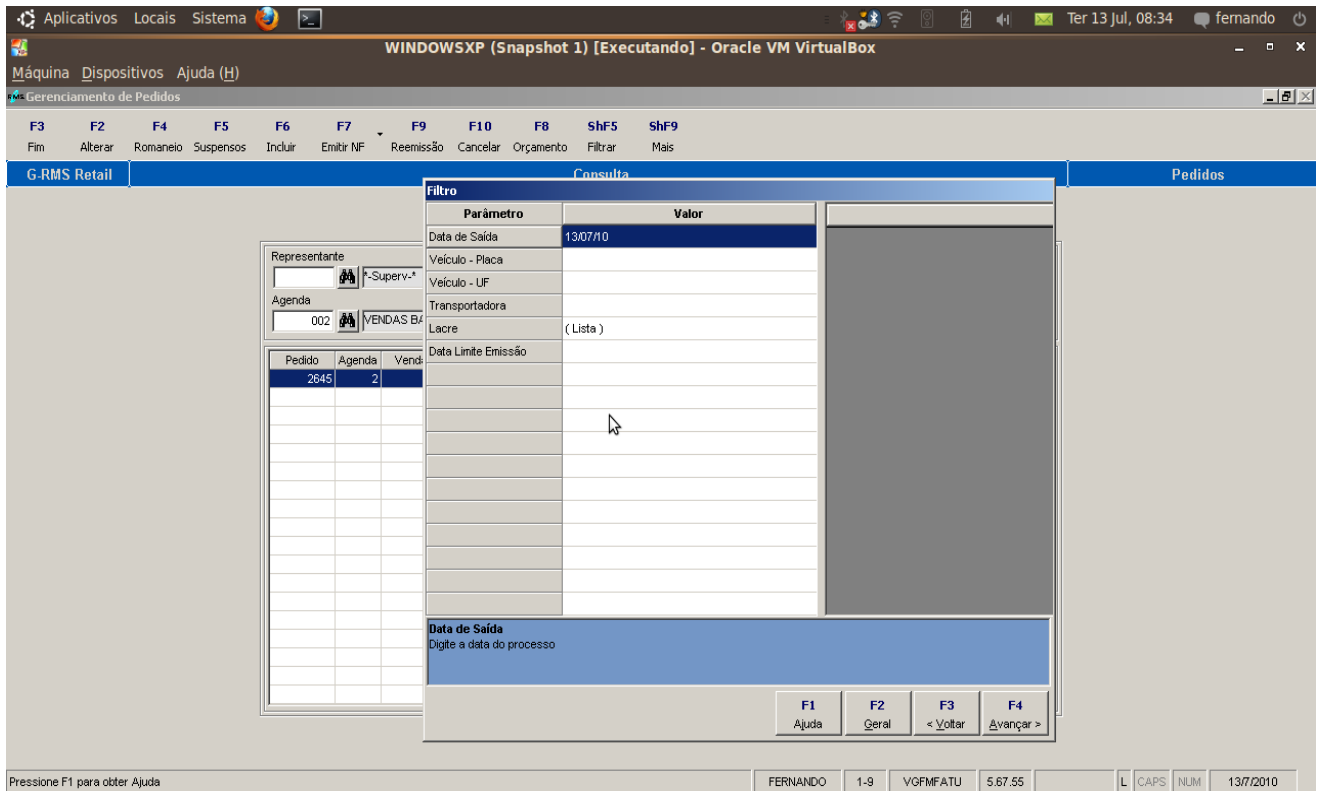 Aplicativos Locais Sistema Ter 13 Jul, 08:34 fernando
WINDOWSXP (Snapshot 1) [Executando] - Oracle VM VirtualBox
Máquina Dispositivos Ajuda (H)
RMS Gerenciamento de Pedidos
F3 F2 F4 F5 F6 F7 F9 F10 F8 ShF5 ShF9
Fim Alterar Romaneio Suspensos Incluir Emitir NF Reemissão Cancelar Orçamento Filtrar Mais
G-RMS Retail Consulta Pedidos
Filtro
Parâmetro Valor
Data de Saída 13/07/10
Veículo - Placa
Veículo - UF
Transportadora
Lacre ( Lista )
Data Limite Emissão
Representante
*-Superv-*
Agenda
002 VENDAS
Pedido Agenda
2645 2
Data de Saída
Digite a data do processo
F1 F2 F3 F4
Ajuda Geral < Voltar Avançar >
Pressione F1 para obter Ajuda FERNANDO 1-9 VGFMFATU 5.67.55 L CAPS NUM 13/7/2010